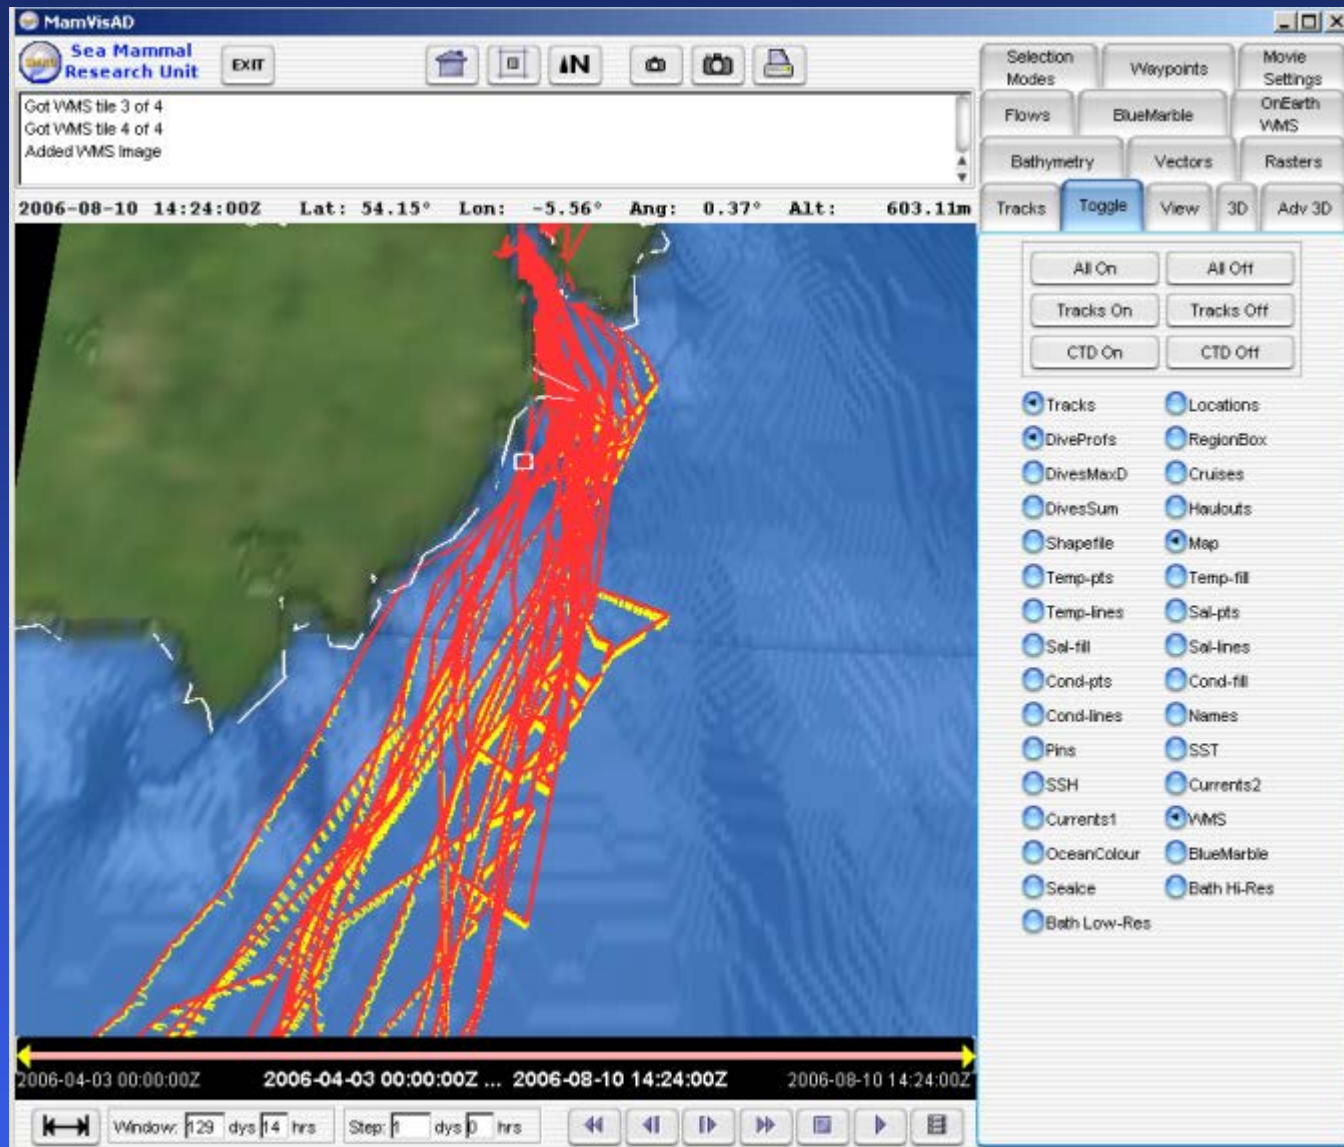 MamVisAD
Sea Mammal
Research Unit
EXIT
N
Got WMS tile 3 of 4
Got WMS tile 4 of 4
Added WMS Image
2006-08-10 14:24:00Z Lat: 54.15° Lon: -5.56° Ang: 0.37° Alt: 603.11m
Selection Modes
Waypoints
Movie Settings
Flows
BlueMarble
OnEarth WMS
Bathymetry
Vectors
Rasters
Tracks
Toggle
View
3D
Adv 3D
All On
All Off
Tracks On
Tracks Off
CTD On
CTD Off
Tracks
Locations
DiveProfs
RegionBox
DivesMaxD
Cruises
DivesSum
Haulouts
Shapefile
Map
Temp-pts
Temp-fill
Temp-lines
Sal-pts
Sal-fill
Sal-lines
Cond-pts
Cond-fill
Cond-lines
Names
Pins
SST
SSH
Currents2
Currents1
WMS
OceanColour
BlueMarble
SeaIce
Bath Hi-Res
Bath Low-Res
2006-04-03 00:00:00Z
2006-04-03 00:00:00Z ... 2006-08-10 14:24:00Z
2006-08-10 14:24:00Z
Window: 129 dys 14 hrs
Step: 1 dys 0 hrs